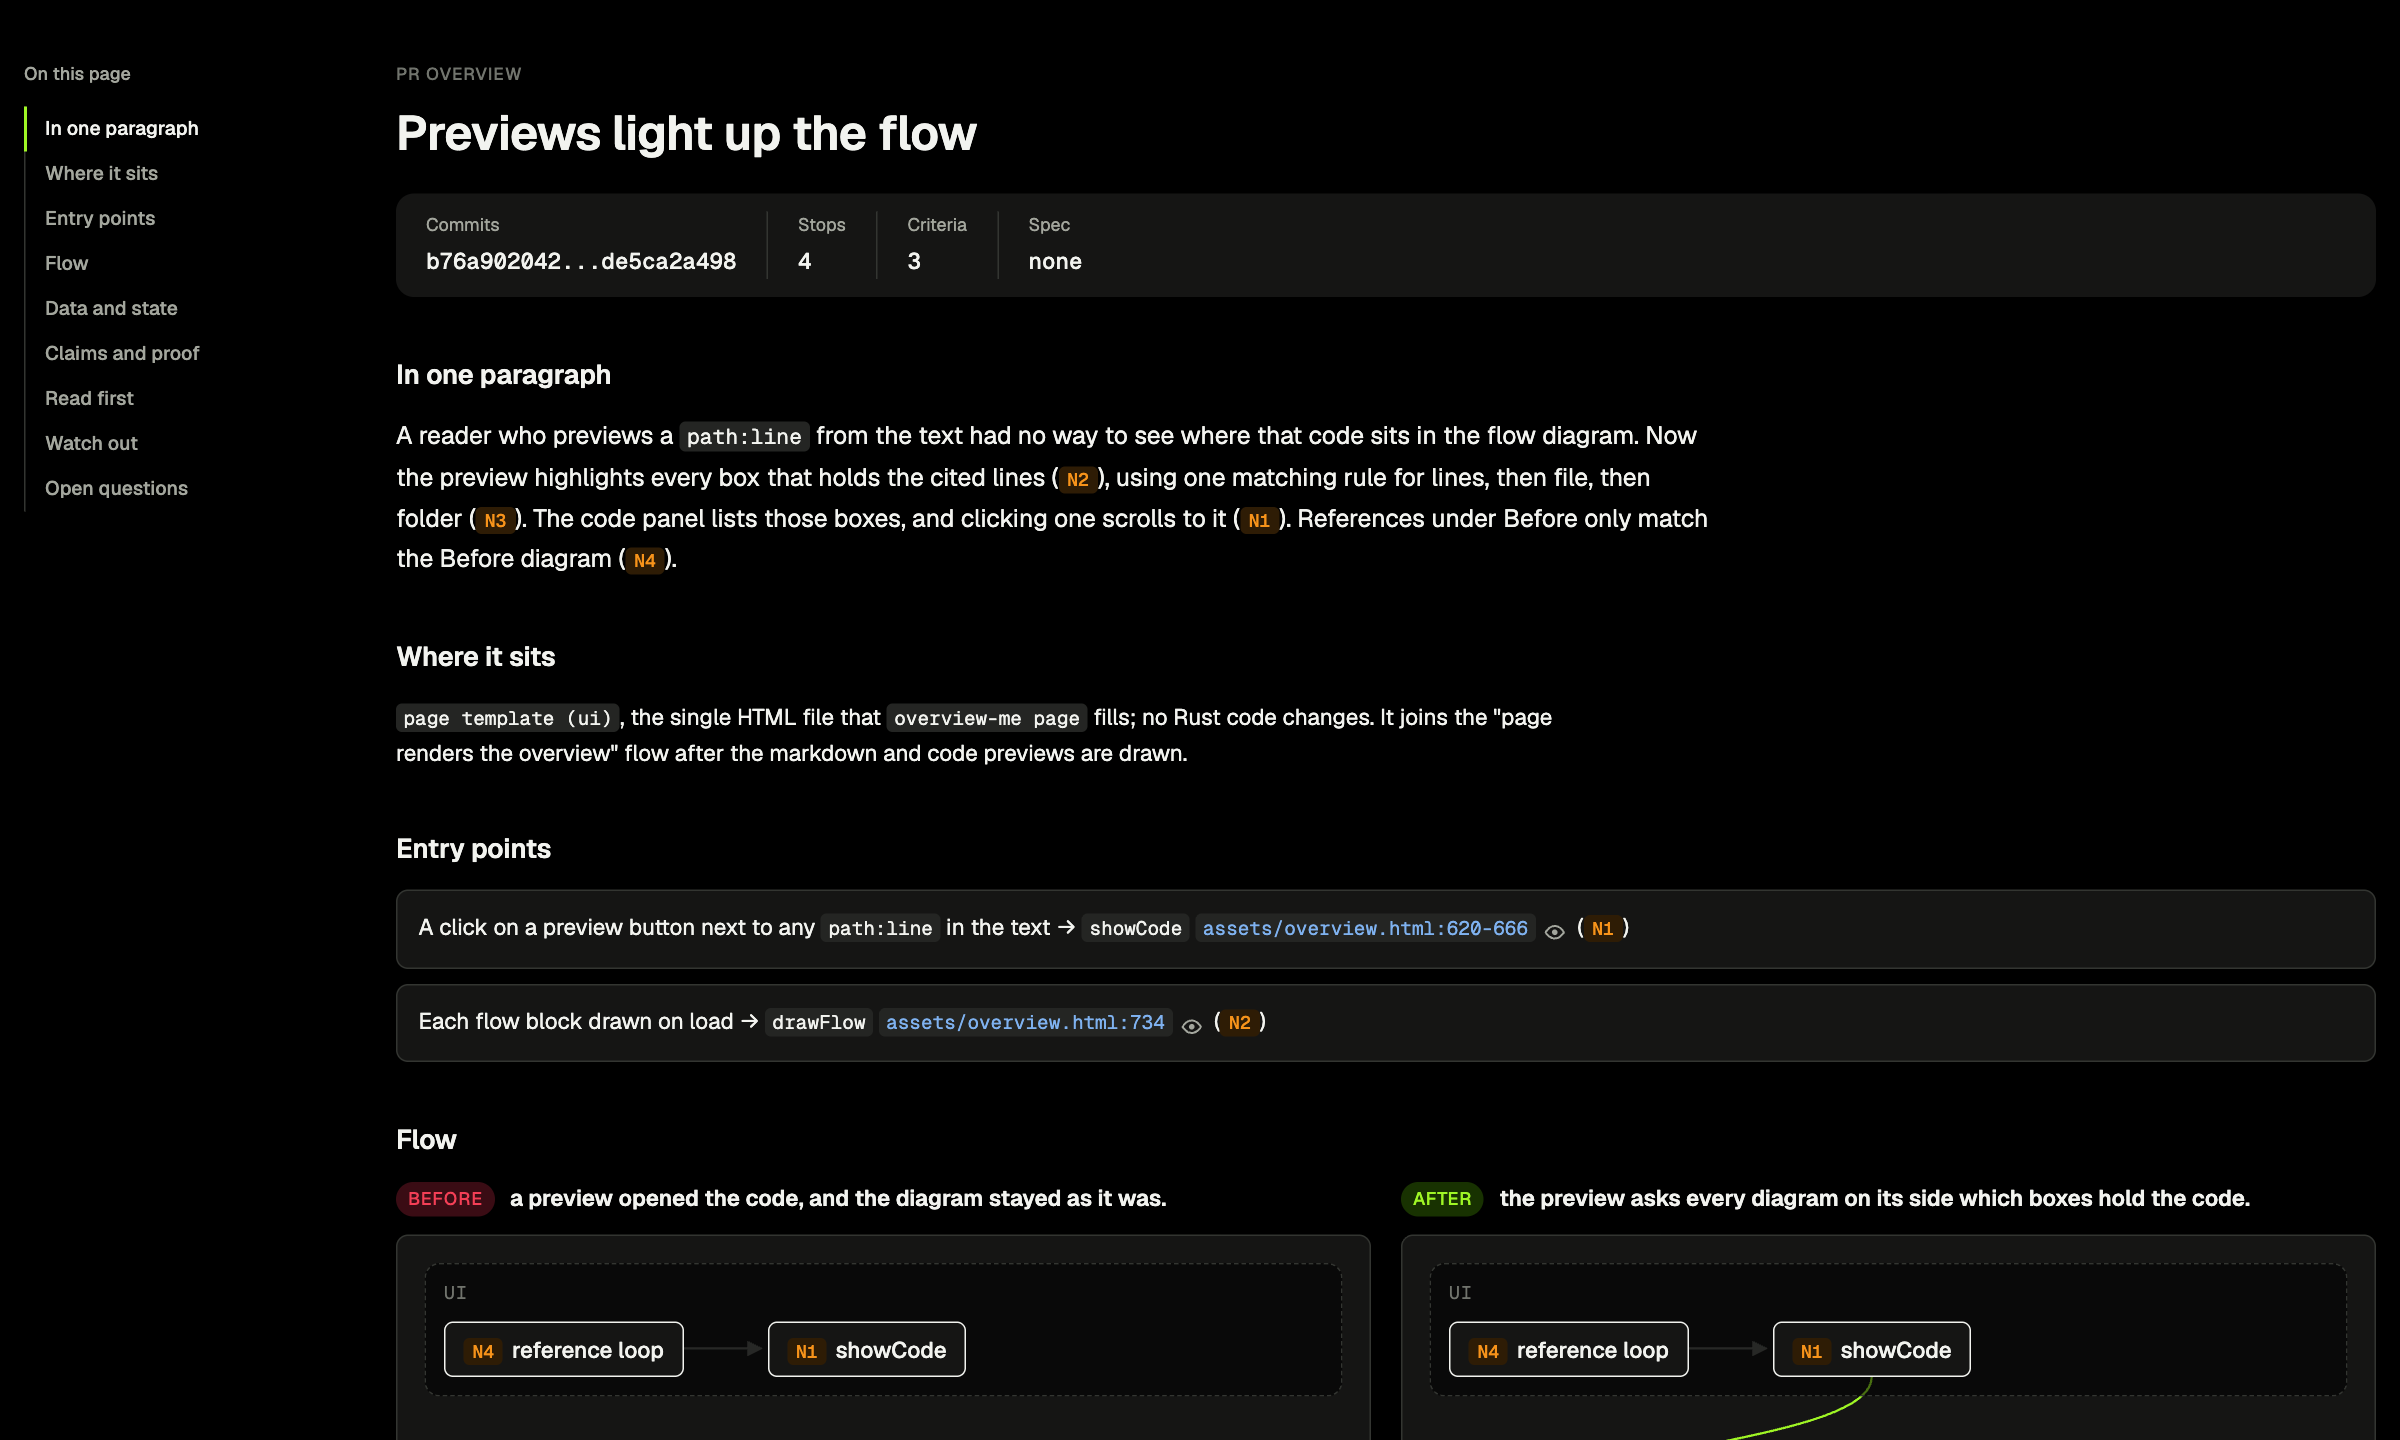 On this page
In one paragraph
Where it sits
Entry points
Flow
Data and state
Claims and proof
Read first
Watch out
Open questions
PR OVERVIEW
Previews light up the flow
Commits
b76a902042...de5ca2a498
Stops
4
Criteria
3
Spec
none
In one paragraph
A reader who previews a path:line from the text had no way to see where that code sits in the flow diagram. Now
the preview highlights every box that holds the cited lines (N2), using one matching rule for lines, then file, then
folder (N3). The code panel lists those boxes, and clicking one scrolls to it (N1). References under Before only match
the Before diagram (N4).
Where it sits
page template (ui), the single HTML file that overview-me page fills; no Rust code changes. It joins the "page
renders the overview" flow after the markdown and code previews are drawn.
Entry points
A click on a preview button next to any path:line in the text → showCode assets/overview.html:620-666 (N1)
Each flow block drawn on load → drawFlow assets/overview.html:734 (N2)
Flow
BEFORE a preview opened the code, and the diagram stayed as it was.
UI
N4 reference loop
N1 showCode
AFTER the preview asks every diagram on its side which boxes hold the code.
UI
N4 reference loop
N1 showCode